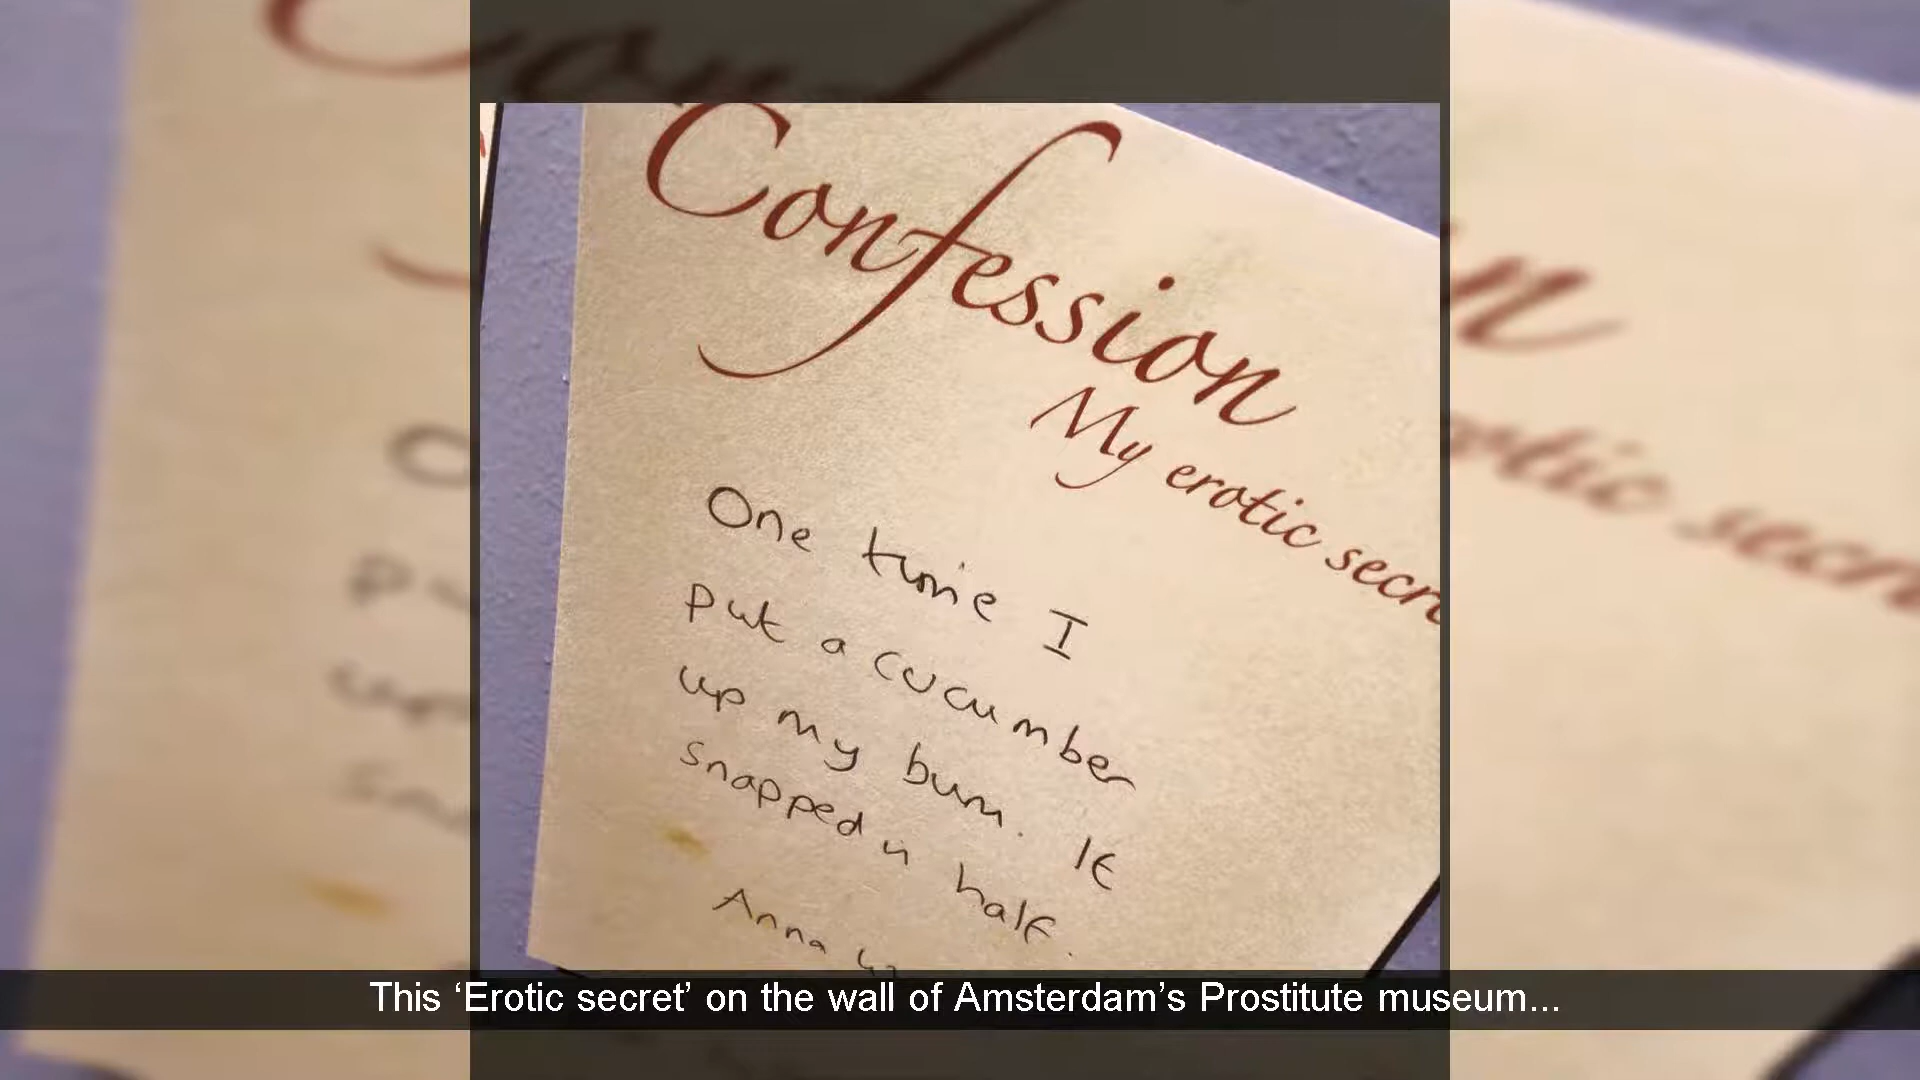 Confession
My erotic secr
One time I
put a cucumber
up my bum. It
snapped in half.
Anna
This ‘Erotic secret’ on the wall of Amsterdam’s Prostitute museum...